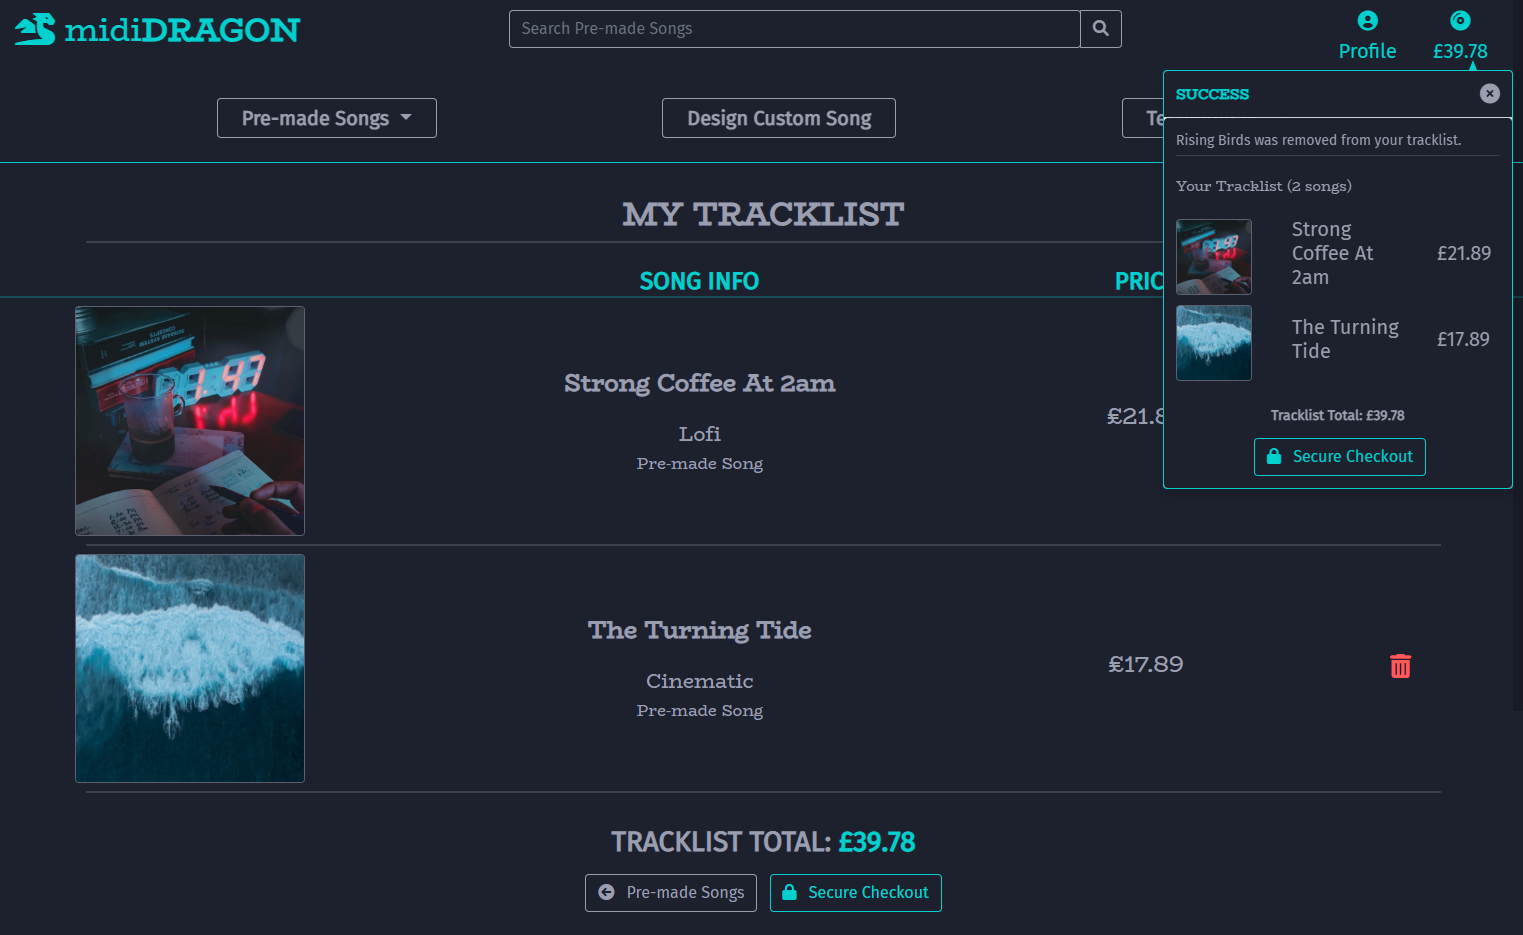 midiDRAGON
Search Pre-made Songs
Profile
£39.78
Pre-made Songs
Design Custom Song
Te
SUCCESS
Rising Birds was removed from your tracklist.
Your Tracklist (2 songs)
Strong
Coffee At
2am
£21.89
The Turning
Tide
£17.89
Tracklist Total: £39.78
Secure Checkout
MY TRACKLIST
SONG INFO
PRIC
1:47
Strong Coffee At 2am
Lofi
Pre-made Song
£21.8
The Turning Tide
Cinematic
Pre-made Song
£17.89
TRACKLIST TOTAL: £39.78
Pre-made Songs
Secure Checkout